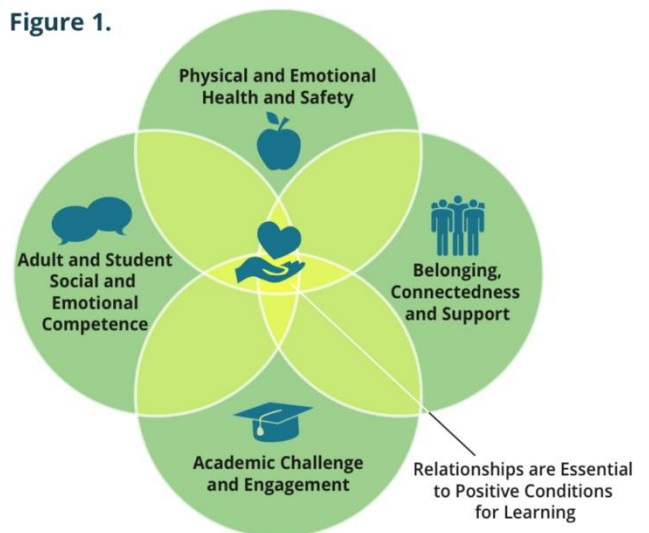 Figure 1.
Physical and Emotional
Health and Safety
Adult and Student
Social and
Emotional
Competence
Belonging,
Connectedness
and Support
Academic Challenge
and Engagement
Relationships are Essential
to Positive Conditions
for Learning